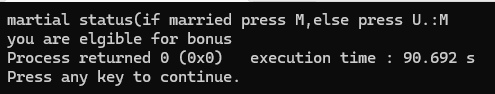 martial status(if married press M,else press U.:M
you are elgible for bonus
Process returned 0 (0x0)   execution time : 90.692 s
Press any key to continue.